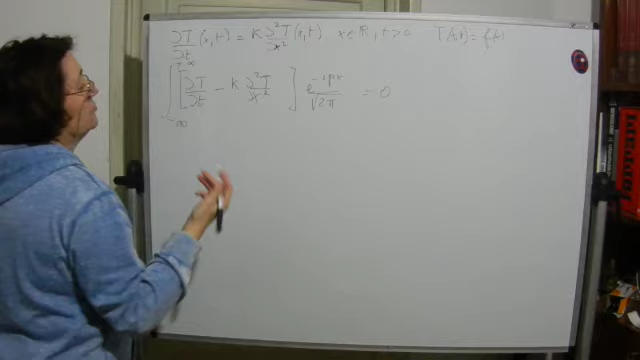 ∂T/∂t (x,t) = K ∂²T/∂x² (x,t) x∈ℝ, t>0 T(x,t) = f(x)
∫_{-∞}^{+∞} [∂T/∂t - K ∂²T/∂x²] e^{-ipx}/√2π = 0